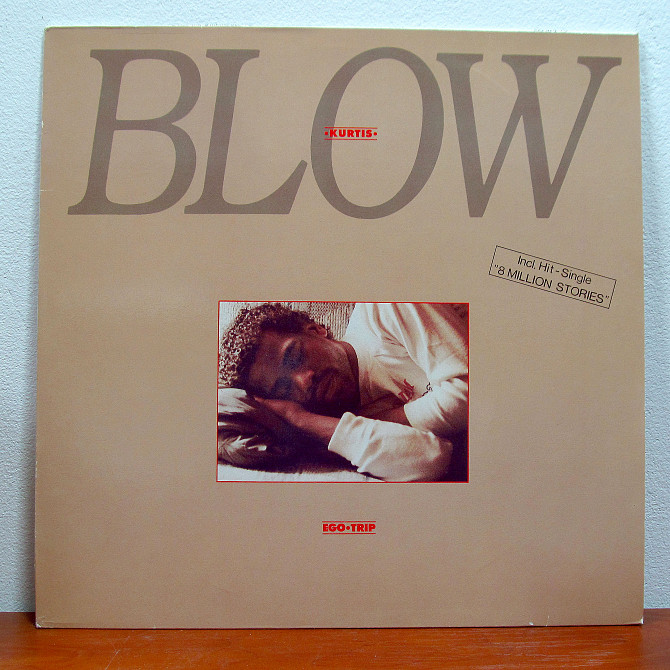 BLOW
•KURTIS•
Incl. Hit-Single
"8 MILLION STORIES"
EGO•TRIP